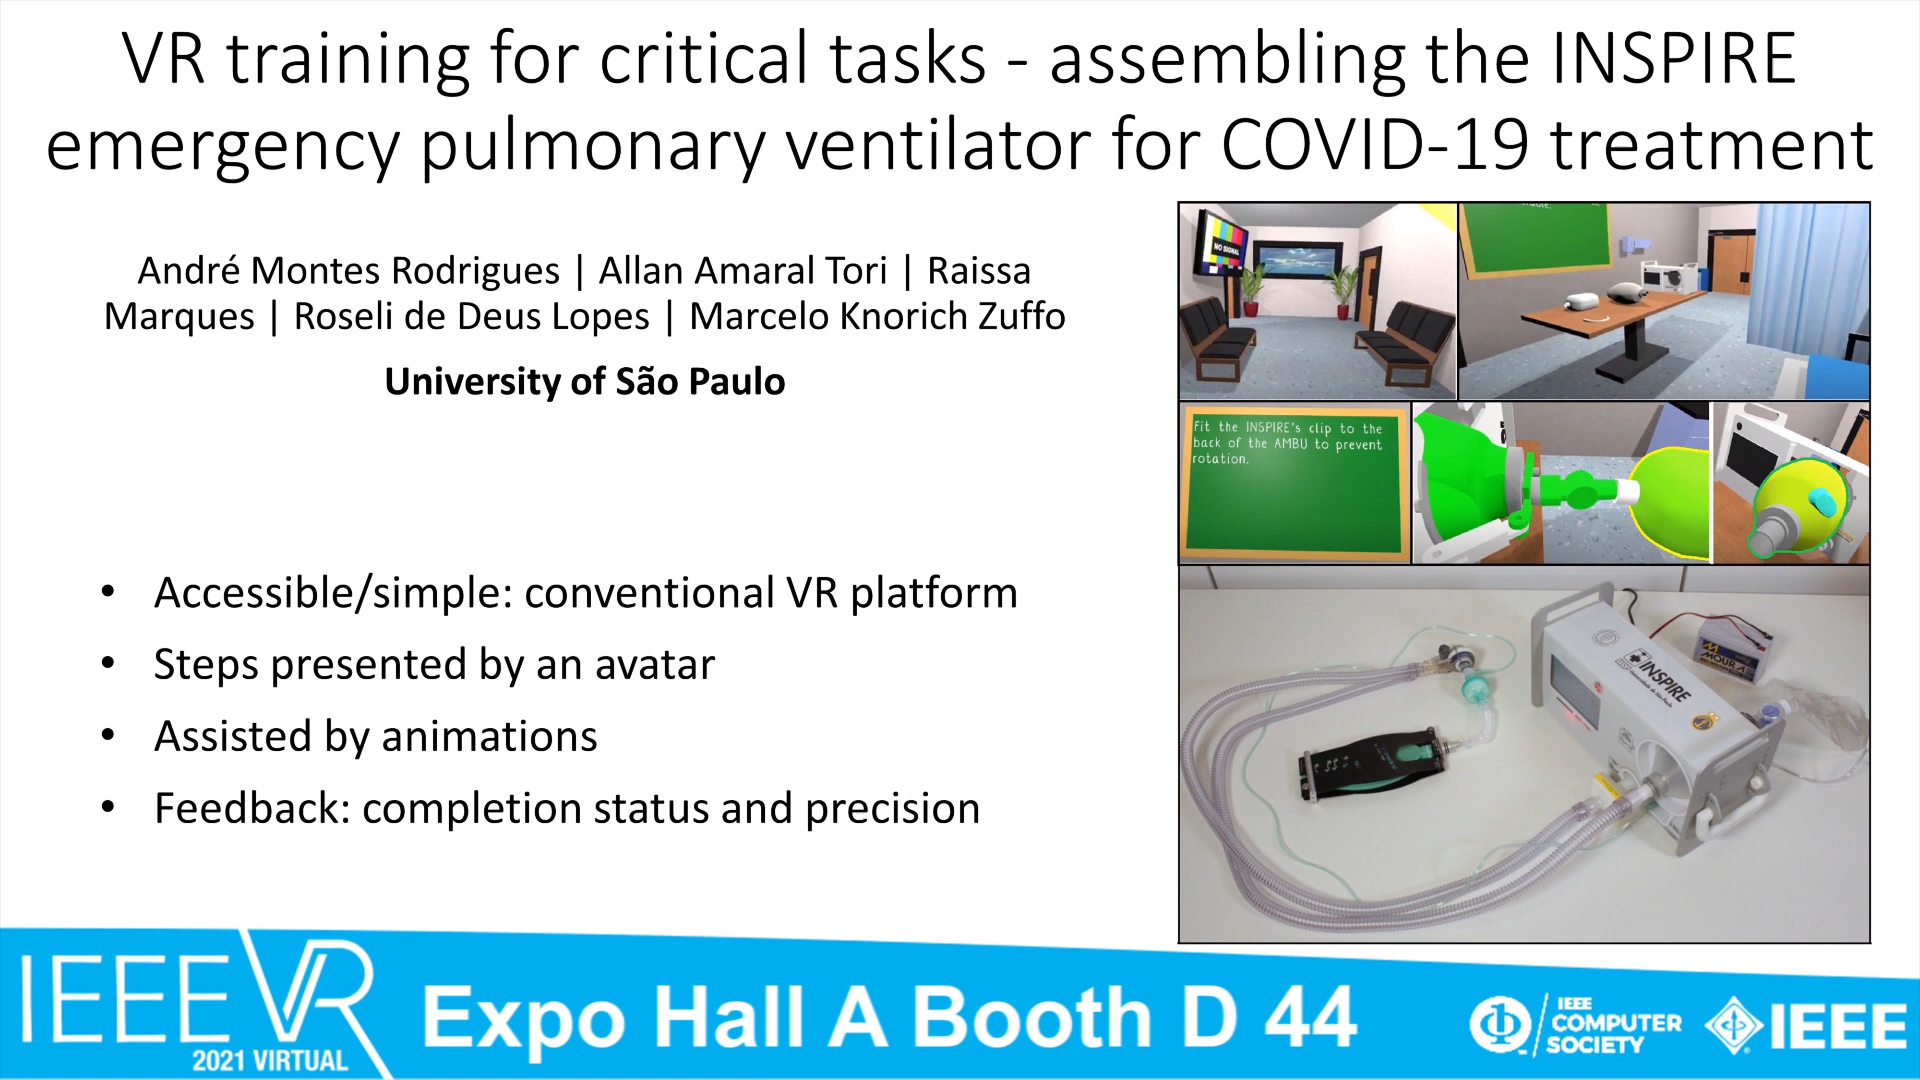 VR training for critical tasks - assembling the INSPIRE
emergency pulmonary ventilator for COVID-19 treatment
André Montes Rodrigues | Allan Amaral Tori | Raissa
Marques | Roseli de Deus Lopes | Marcelo Knorich Zuffo
University of São Paulo
• Accessible/simple: conventional VR platform
• Steps presented by an avatar
• Assisted by animations
• Feedback: completion status and precision
NO SIGNAL
Fit the INSPIRE's clip to the
back of the AMBU to prevent
rotation.
INSPIRE
Universidade de São Paulo
MOURA
IEEE VR
2021 VIRTUAL
Expo Hall A Booth D 44
IEEE
COMPUTER
SOCIETY
IEEE